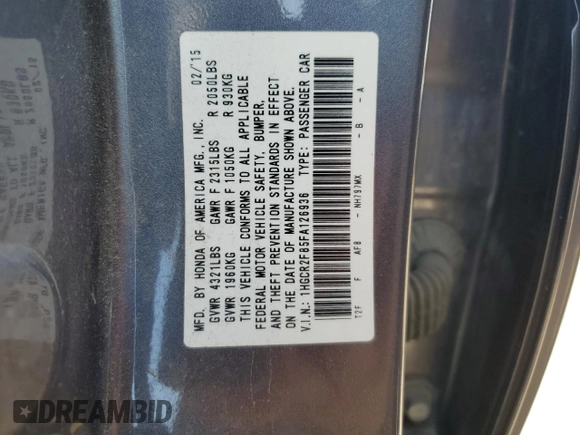 MFD. BY HONDA OF AMERICA MFG., INC. 02/'15
GVWR 4321LBS GAWR F 2315LBS R 2050LBS
GVWR 1960KG GAWR F 1050KG R 930KG
THIS VEHICLE CONFORMS TO ALL APPLICABLE
FEDERAL MOTOR VEHICLE SAFETY, BUMPER,
AND THEFT PREVENTION STANDARDS IN EFFECT
ON THE DATE OF MANUFACTURE SHOWN ABOVE.
V.I.N.: 1HGCR2F85FA126936 TYPE: PASSENGER CAR
T2F F AF8 - NH797MX - B - A
DREAMBID